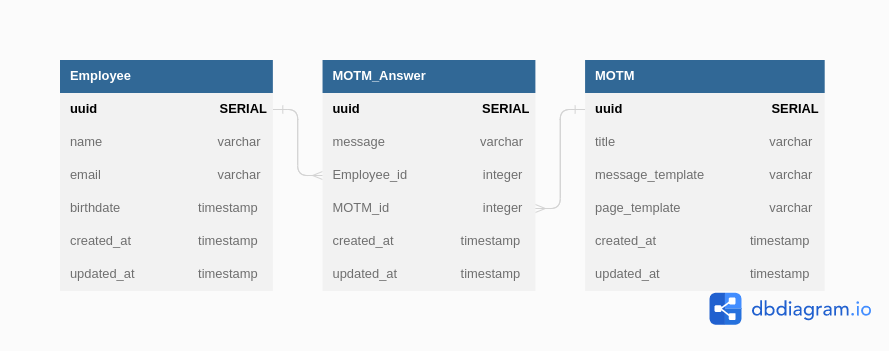 Employee
uuid SERIAL
name varchar
email varchar
birthdate timestamp
created_at timestamp
updated_at timestamp
MOTM_Answer
uuid SERIAL
message varchar
Employee_id integer
MOTM_id integer
created_at timestamp
updated_at timestamp
MOTM
uuid SERIAL
title varchar
message_template varchar
page_template varchar
created_at timestamp
updated_at timestamp
dbdiagram.io